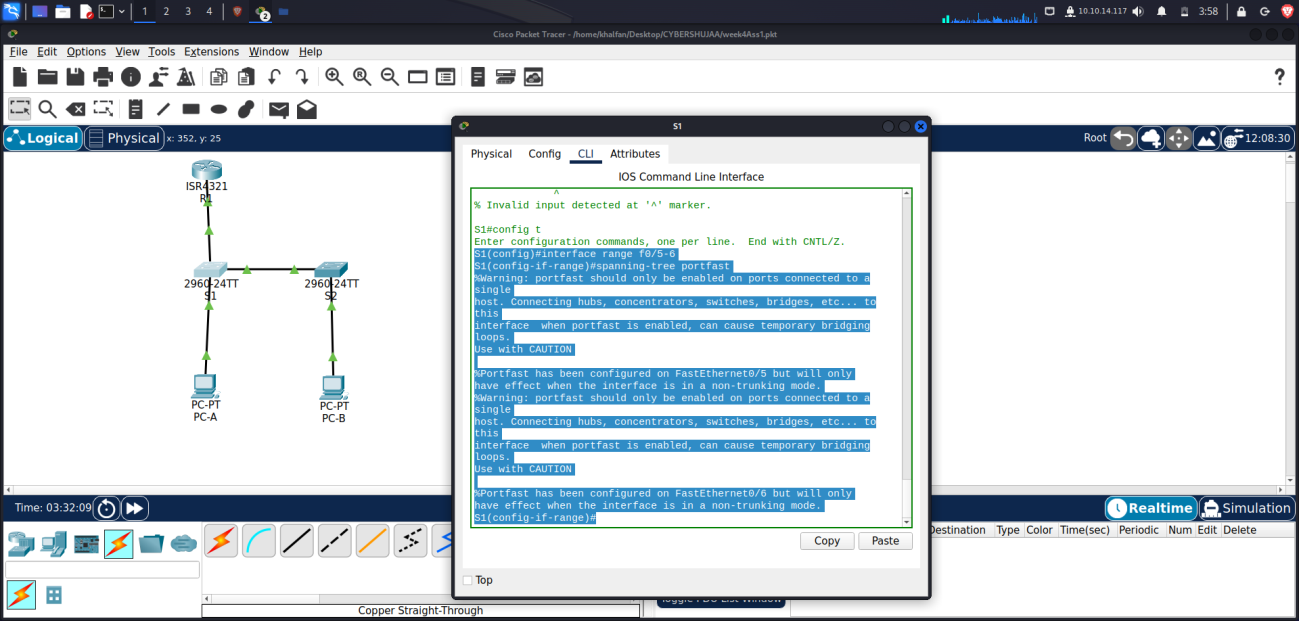 1 2 3 4
2
10.10.14.117
3:58
Cisco Packet Tracer - /home/khalfan/Desktop/CYBERSHUJAA/week4Ass1.pkt
File Edit Options View Tools Extensions Window Help
?
Logical Physical x: 352, y: 25
Root
12:08:30
ISR4321
R1
2960-24TT
S1
2960-24TT
S2
PC-PT
PC-A
PC-PT
PC-B
S1
Physical Config CLI Attributes
IOS Command Line Interface
^
% Invalid input detected at '^' marker.
S1#config t
Enter configuration commands, one per line. End with CNTL/Z.
S1(config)#interface range f0/5-6
S1(config-if-range)#spanning-tree portfast
%Warning: portfast should only be enabled on ports connected to a
single
host. Connecting hubs, concentrators, switches, bridges, etc... to
this
interface when portfast is enabled, can cause temporary bridging
loops.
Use with CAUTION
%Portfast has been configured on FastEthernet0/5 but will only
have effect when the interface is in a non-trunking mode.
%Warning: portfast should only be enabled on ports connected to a
single
host. Connecting hubs, concentrators, switches, bridges, etc... to
this
interface when portfast is enabled, can cause temporary bridging
loops.
Use with CAUTION
%Portfast has been configured on FastEthernet0/6 but will only
have effect when the interface is in a non-trunking mode.
S1(config-if-range)#
Copy Paste
Top
Time: 03:32:09
Realtime Simulation
Destination Type Color Time(sec) Periodic Num Edit Delete
Toggle PDU List Window
Copper Straight-Through